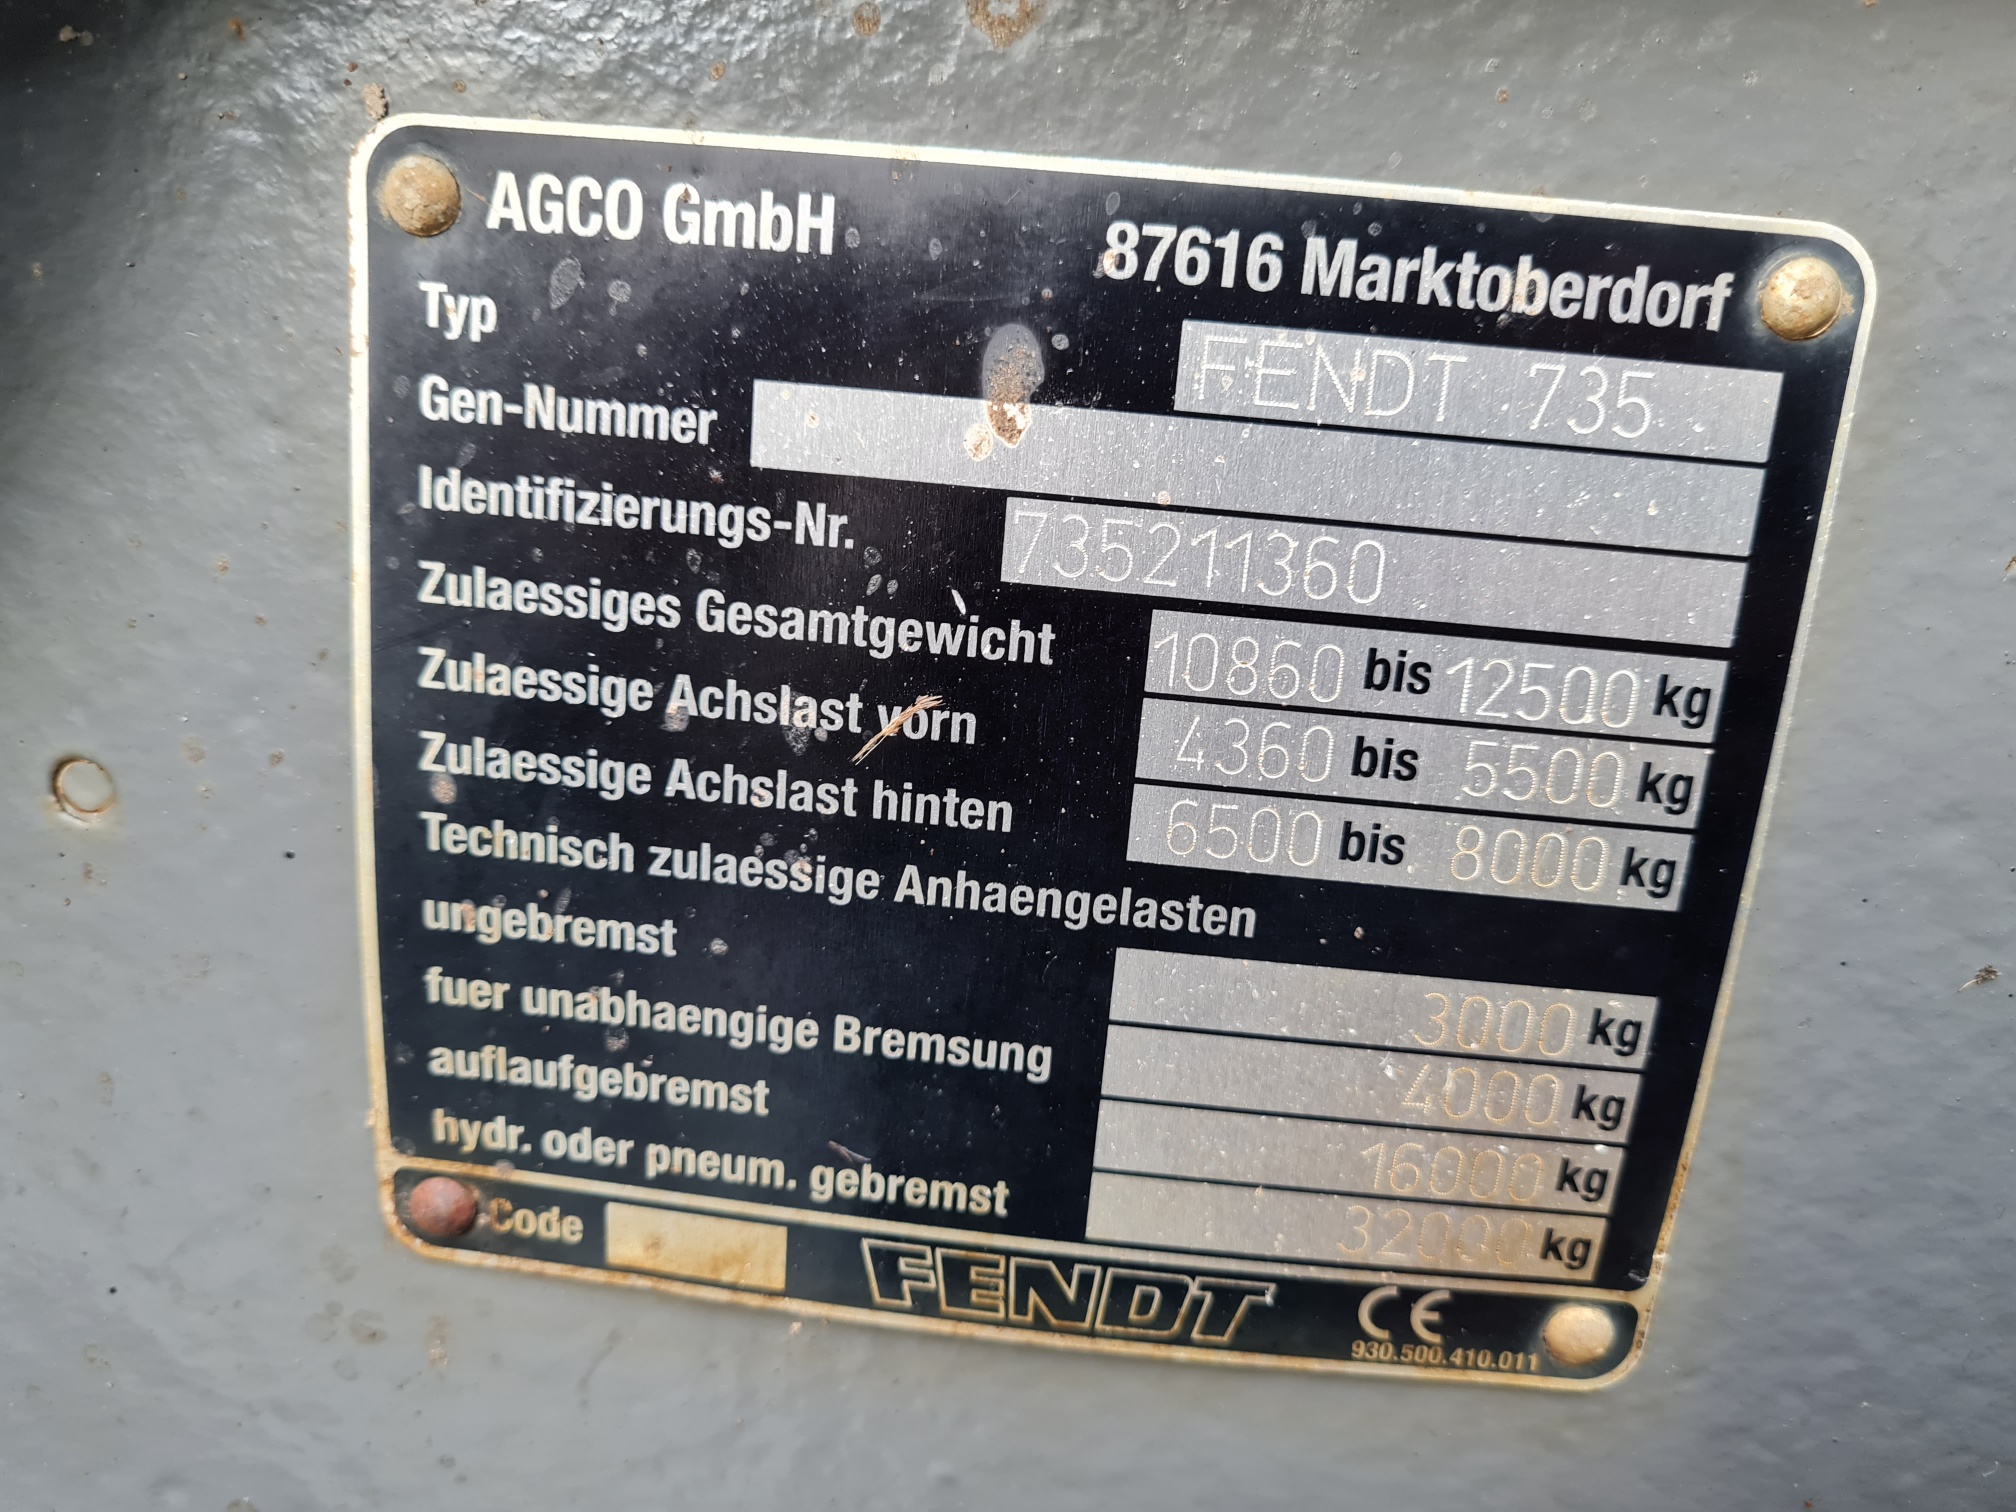 AGCO GmbH 87616 Marktoberdorf
Typ FENDT 735
Gen-Nummer
Identifizierungs-Nr. 735211360
Zulaessiges Gesamtgewicht 10860 bis 12500 kg
Zulaessige Achslast vorn 4360 bis 5500 kg
Zulaessige Achslast hinten 6500 bis 8000 kg
Technisch zulaessige Anhaengelasten
ungebremst 3000 kg
fuer unabhaengige Bremsung 4000 kg
auflaufgebremst 16000 kg
hydr. oder pneum. gebremst 32000 kg
Code FENDT CE
930.500.410.011